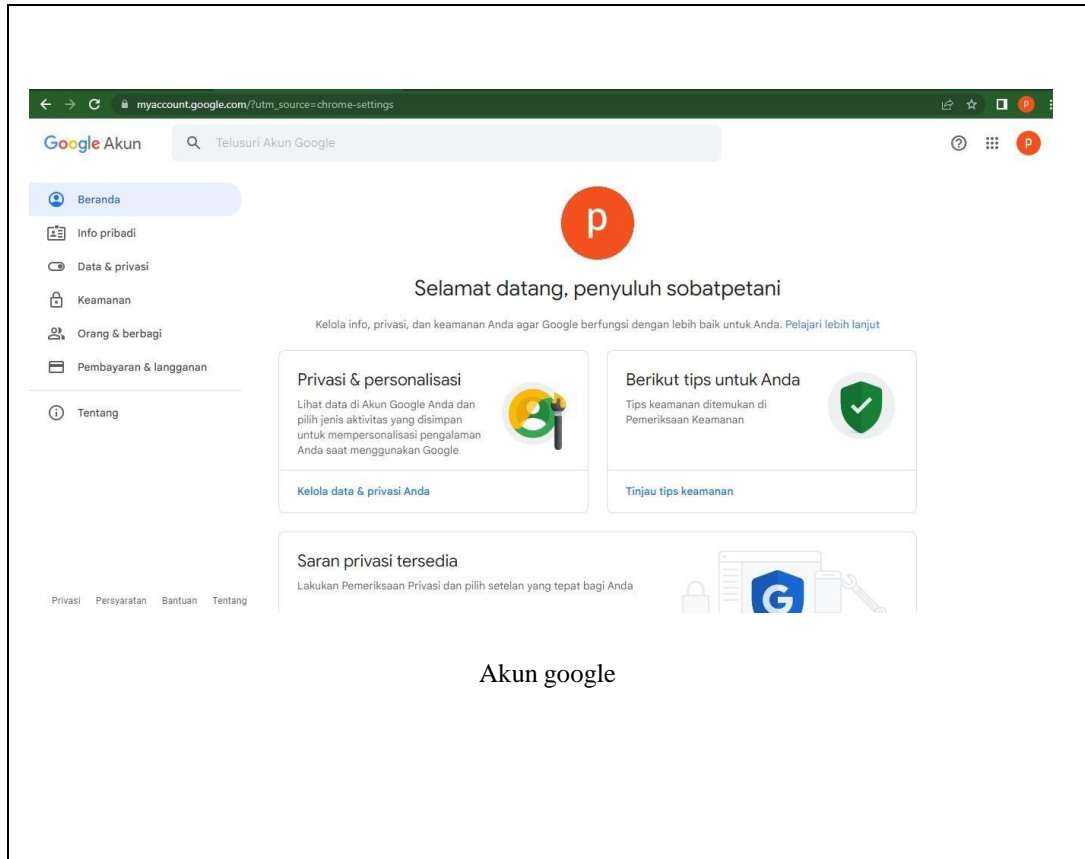 myaccount.google.com/?utm_source=chrome-settings
P
Google Akun
Telusuri Akun Google
p
Beranda
Info pribadi
Data & privasi
Keamanan
Orang & berbagi
Pembayaran & langganan
Tentang
p
Selamat datang, penyuluh sobatpetani
Kelola info, privasi, dan keamanan Anda agar Google berfungsi dengan lebih baik untuk Anda. Pelajari lebih lanjut
Privasi & personalisasi
Lihat data di Akun Google Anda dan
pilih jenis aktivitas yang disimpan
untuk mempersonalisasi pengalaman
Anda saat menggunakan Google
Kelola data & privasi Anda
Berikut tips untuk Anda
Tips keamanan ditemukan di
Pemeriksaan Keamanan
Tinjau tips keamanan
Saran privasi tersedia
Lakukan Pemeriksaan Privasi dan pilih setelan yang tepat bagi Anda
G
Privasi Persyaratan Bantuan Tentang
Akun google